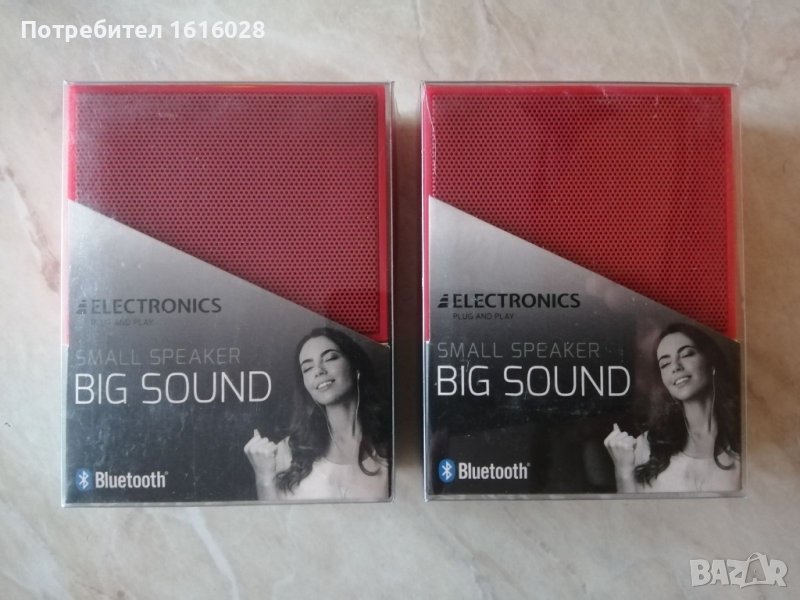 Потребител 1616028
ELECTRONICS
PLUG AND PLAY
SMALL SPEAKER
BIG SOUND
Bluetooth®
ELECTRONICS
PLUG AND PLAY
SMALL SPEAKER
BIG SOUND
Bluetooth®
BAZAR